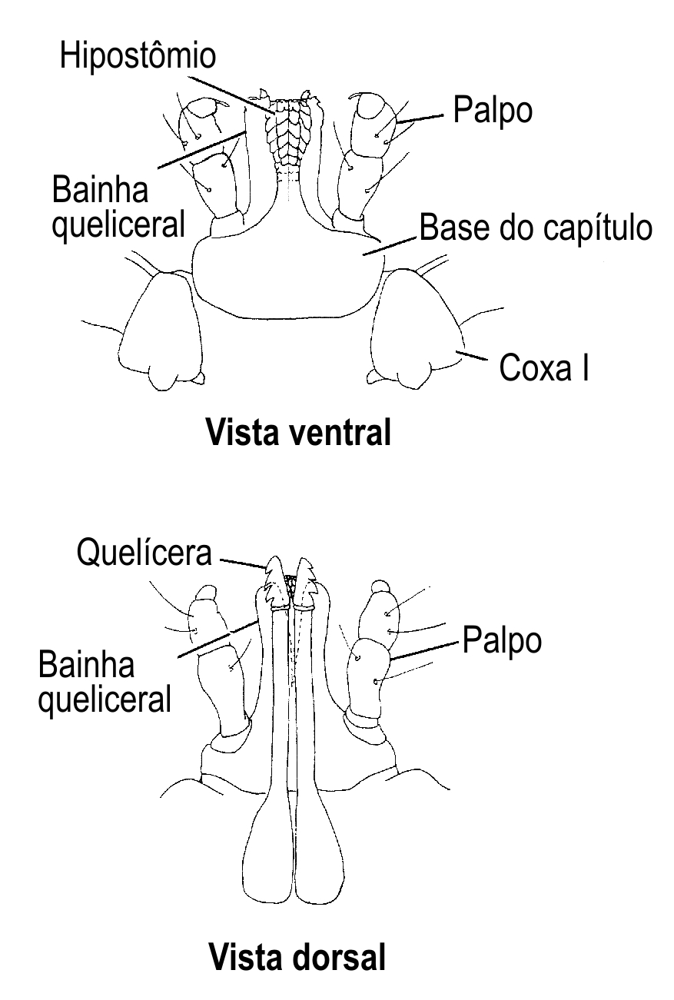 Hipostômio
Palpo
Bainha
queliceral
Base do capítulo
Coxa I
Vista ventral
Quelícera
Palpo
Bainha
queliceral
Vista dorsal